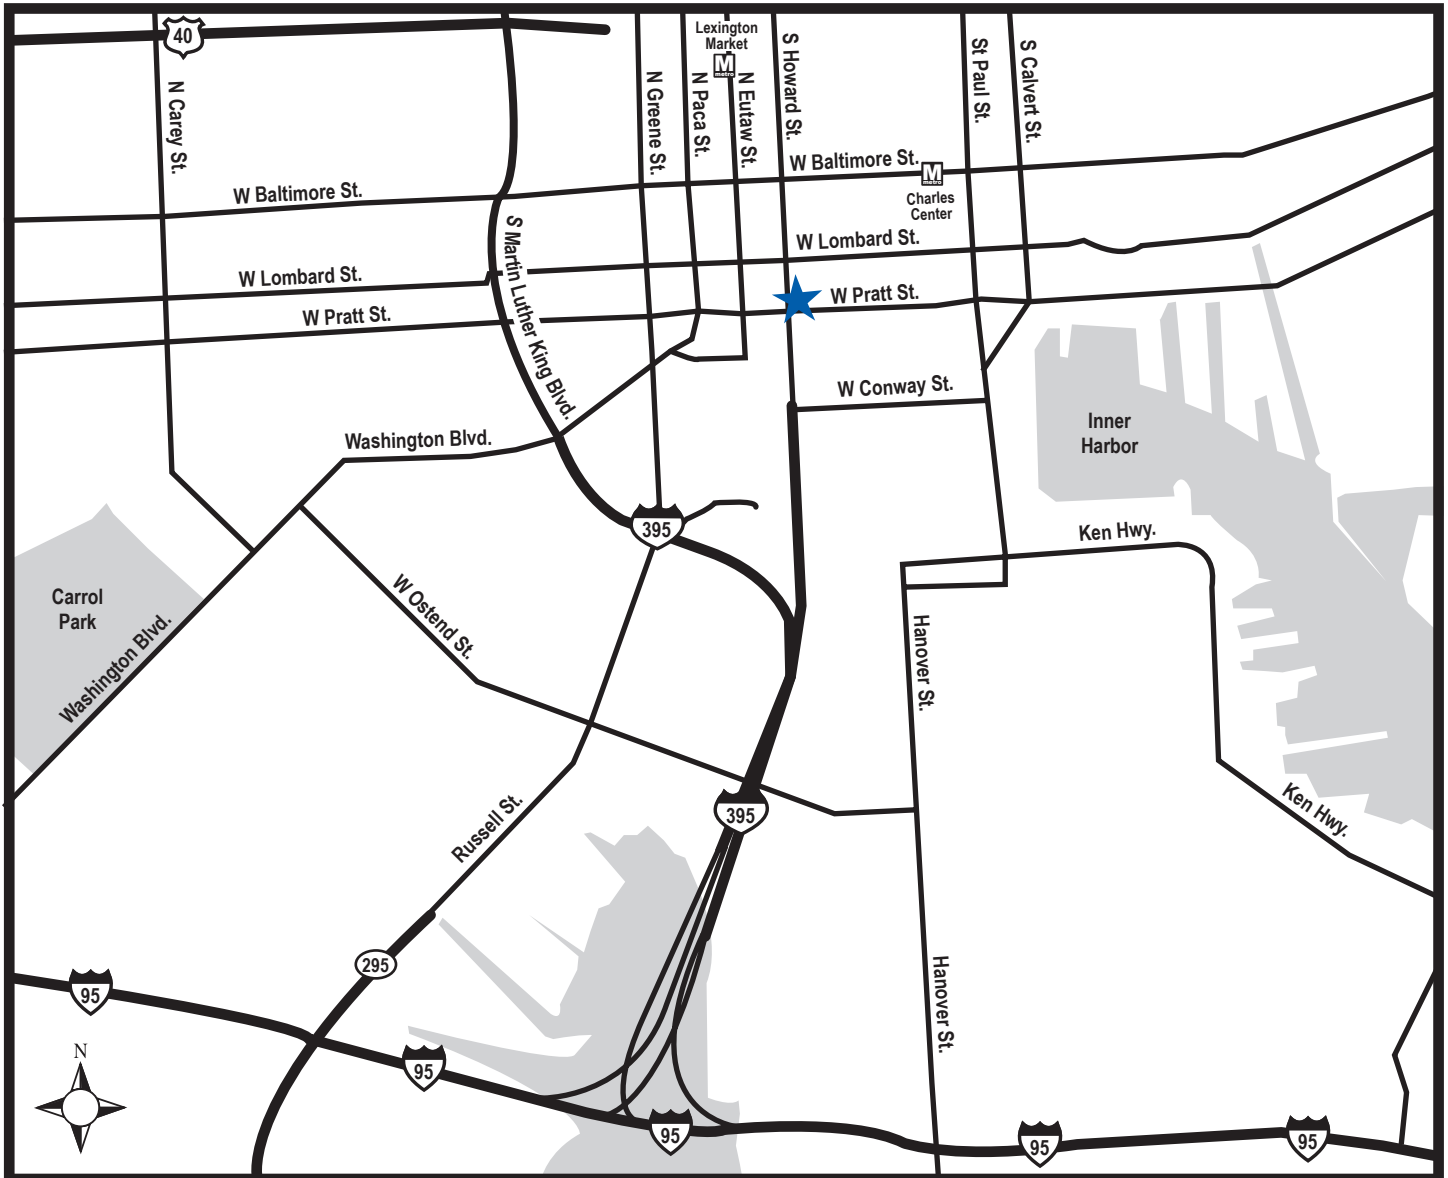 40
Lexington
Market
M
metro
N Carey St.
N Greene St.
N Paca St.
N Eutaw St.
S Howard St.
St Paul St.
S Calvert St.
W Baltimore St.
W Baltimore St.
M
metro
Charles
Center
S Martin Luther King Blvd.
W Lombard St.
W Lombard St.
W Pratt St.
W Pratt St.
W Conway St.
Inner
Harbor
Washington Blvd.
395
Ken Hwy.
Carrol
Park
W Ostend St.
Washington Blvd.
Hanover St.
395
Ken Hwy.
Russell St.
295
95
Hanover St.
N
95
95
95
95